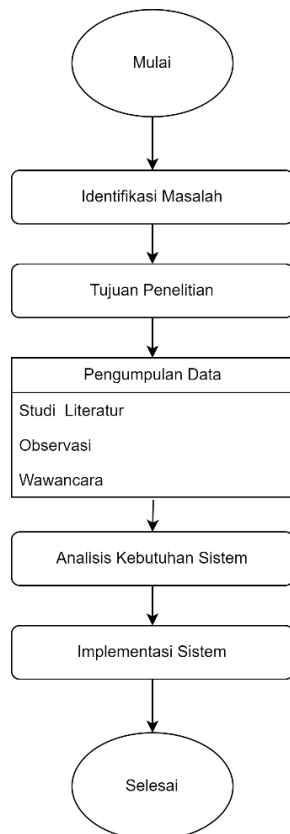 Mulai
Identifikasi Masalah
Tujuan Penelitian
Pengumpulan Data
Studi Literatur
Observasi
Wawancara
Analisis Kebutuhan Sistem
Implementasi Sistem
Selesai